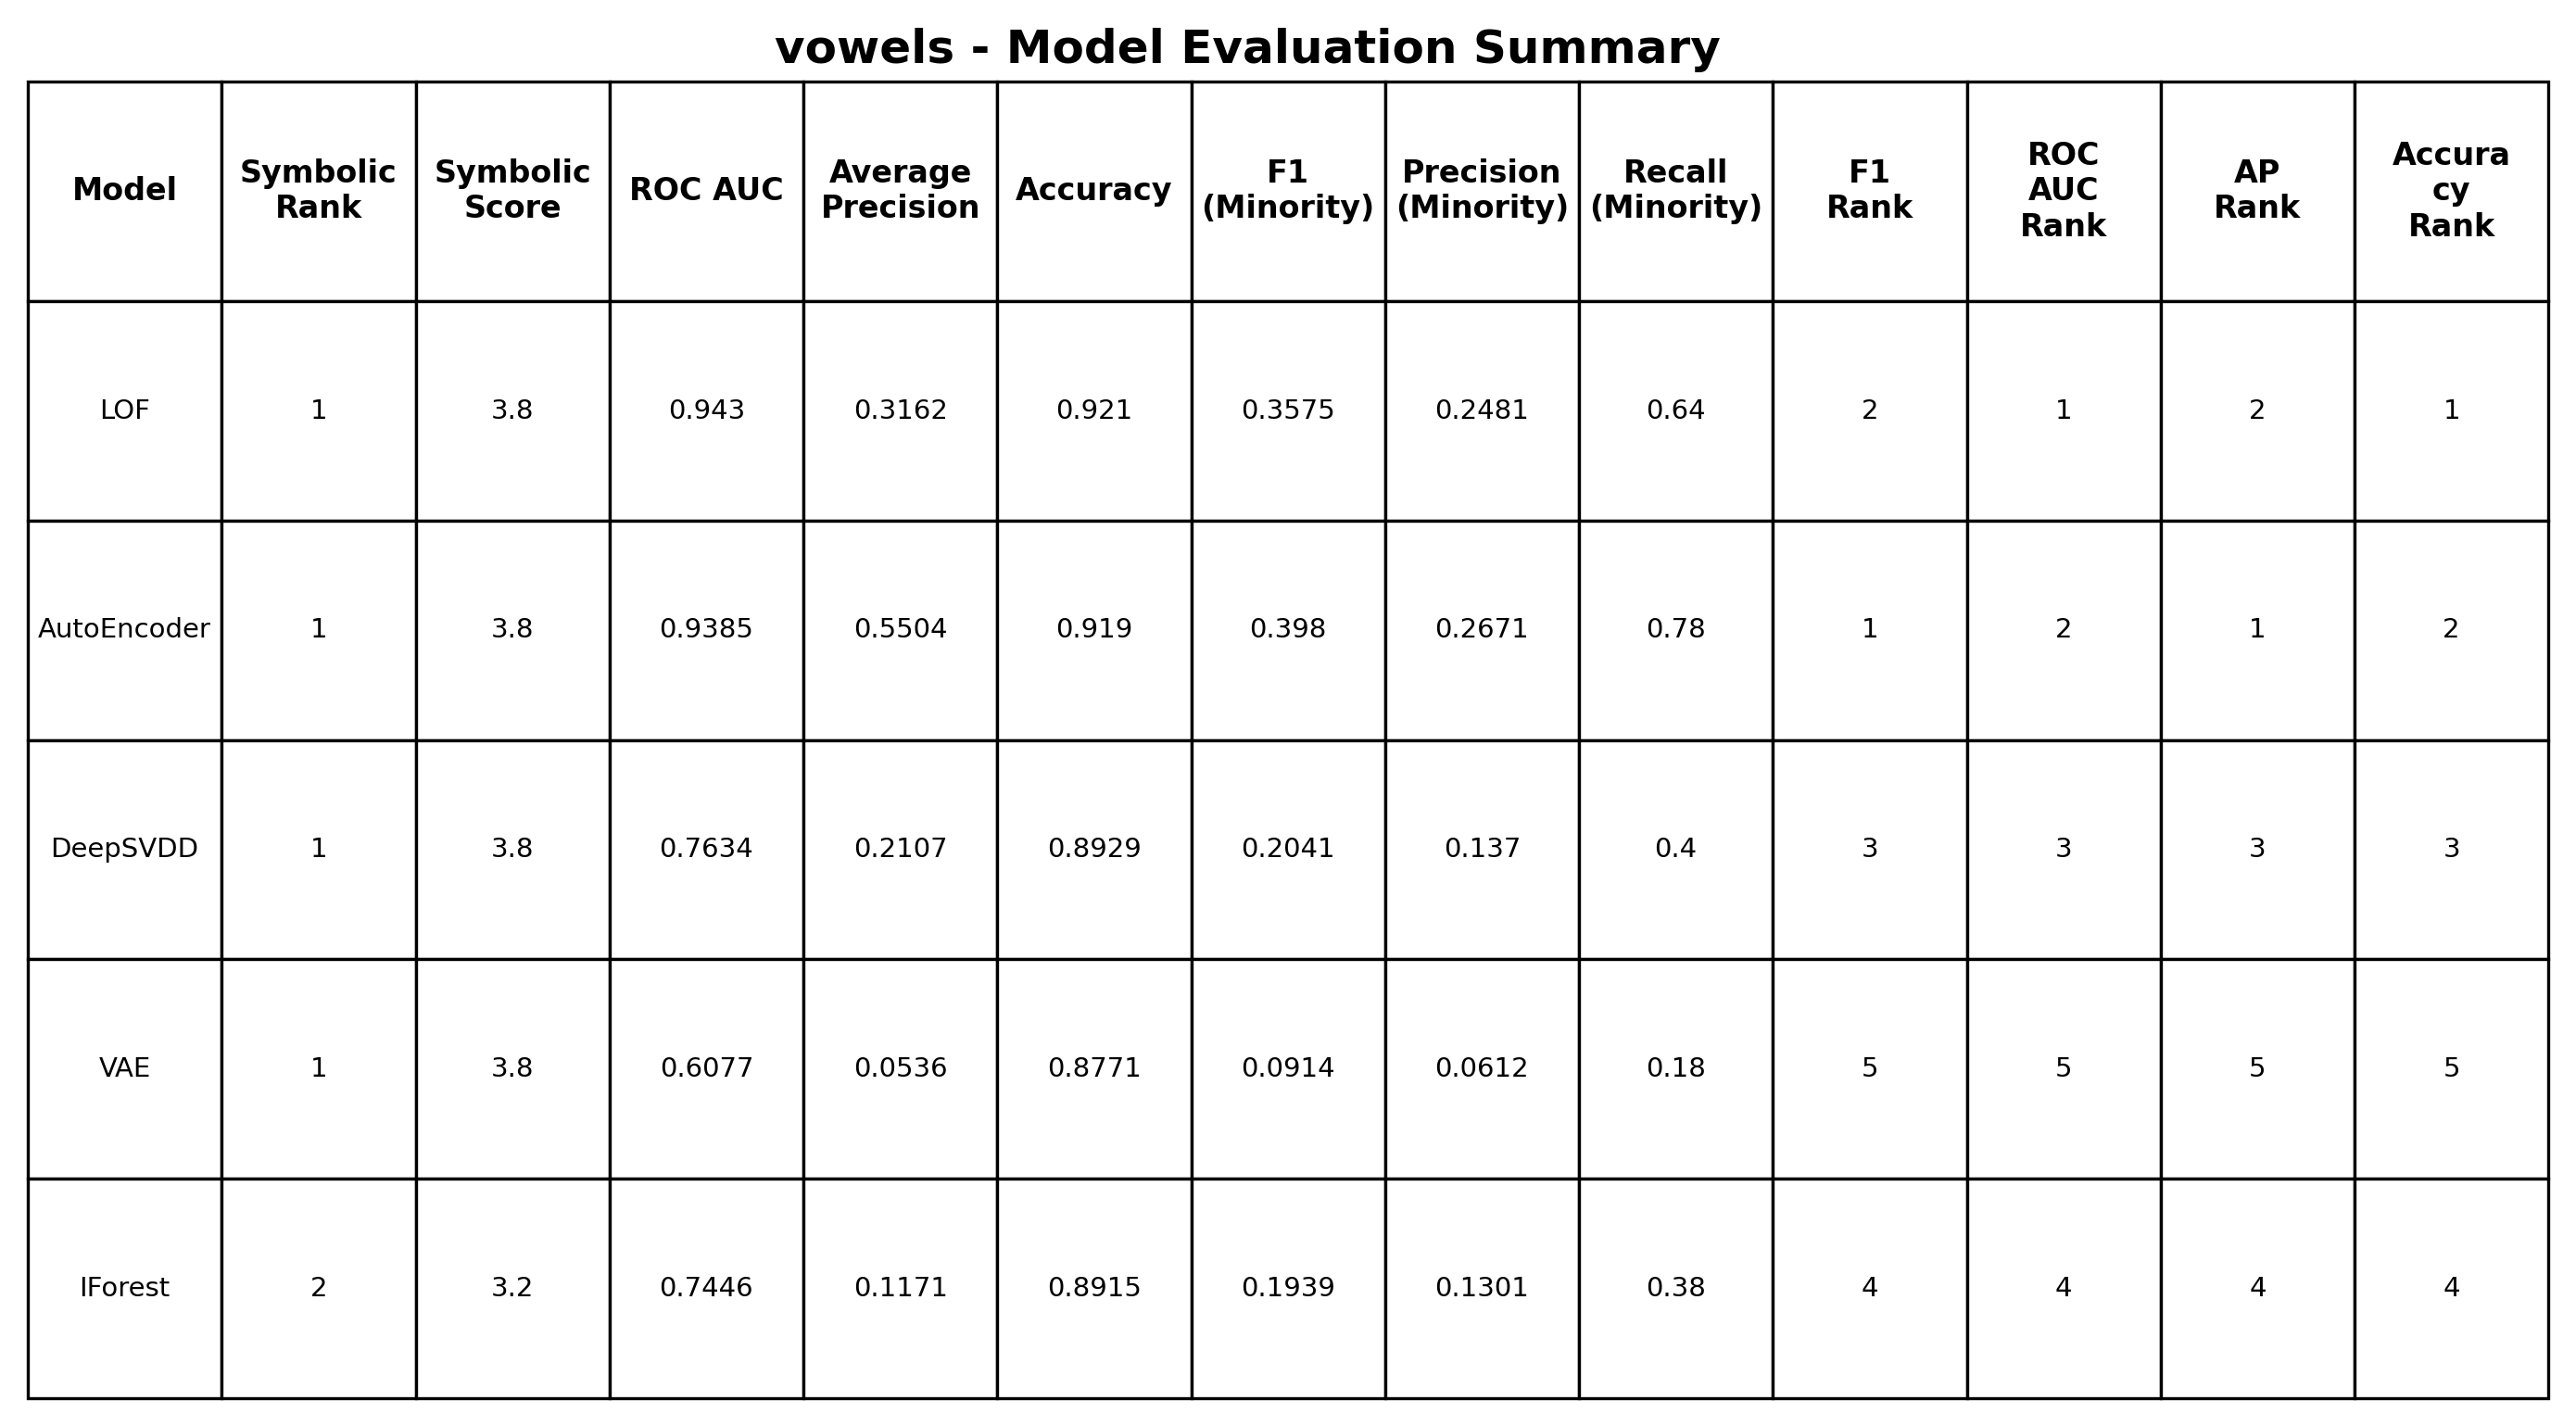 vowels - Model Evaluation Summary
Model Symbolic Rank Symbolic Score ROC AUC Average Precision Accuracy F1 (Minority) Precision (Minority) Recall (Minority) F1 Rank ROC AUC Rank AP Rank Accura cy Rank
LOF 1 3.8 0.943 0.3162 0.921 0.3575 0.2481 0.64 2 1 2 1
AutoEncoder 1 3.8 0.9385 0.5504 0.919 0.398 0.2671 0.78 1 2 1 2
DeepSVDD 1 3.8 0.7634 0.2107 0.8929 0.2041 0.137 0.4 3 3 3 3
VAE 1 3.8 0.6077 0.0536 0.8771 0.0914 0.0612 0.18 5 5 5 5
IForest 2 3.2 0.7446 0.1171 0.8915 0.1939 0.1301 0.38 4 4 4 4